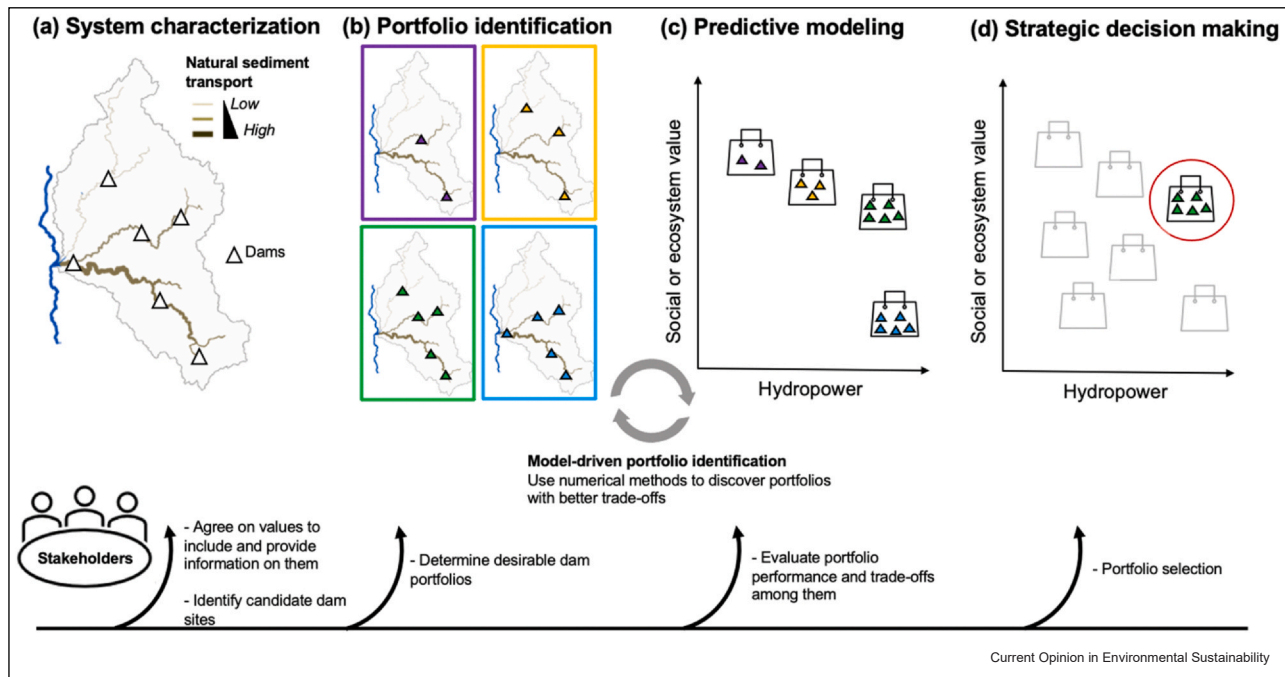 (a) System characterization
(b) Portfolio identification
(c) Predictive modeling
(d) Strategic decision making
Natural sediment
transport
Low
High
Dams
Social or ecosystem value
Hydropower
Social or ecosystem value
Hydropower
Model-driven portfolio identification
Use numerical methods to discover portfolios
with better trade-offs
Stakeholders
- Agree on values to
include and provide
information on them
- Identify candidate dam
sites
- Determine desirable dam
portfolios
- Evaluate portfolio
performance and trade-offs
among them
- Portfolio selection
Current Opinion in Environmental Sustainability